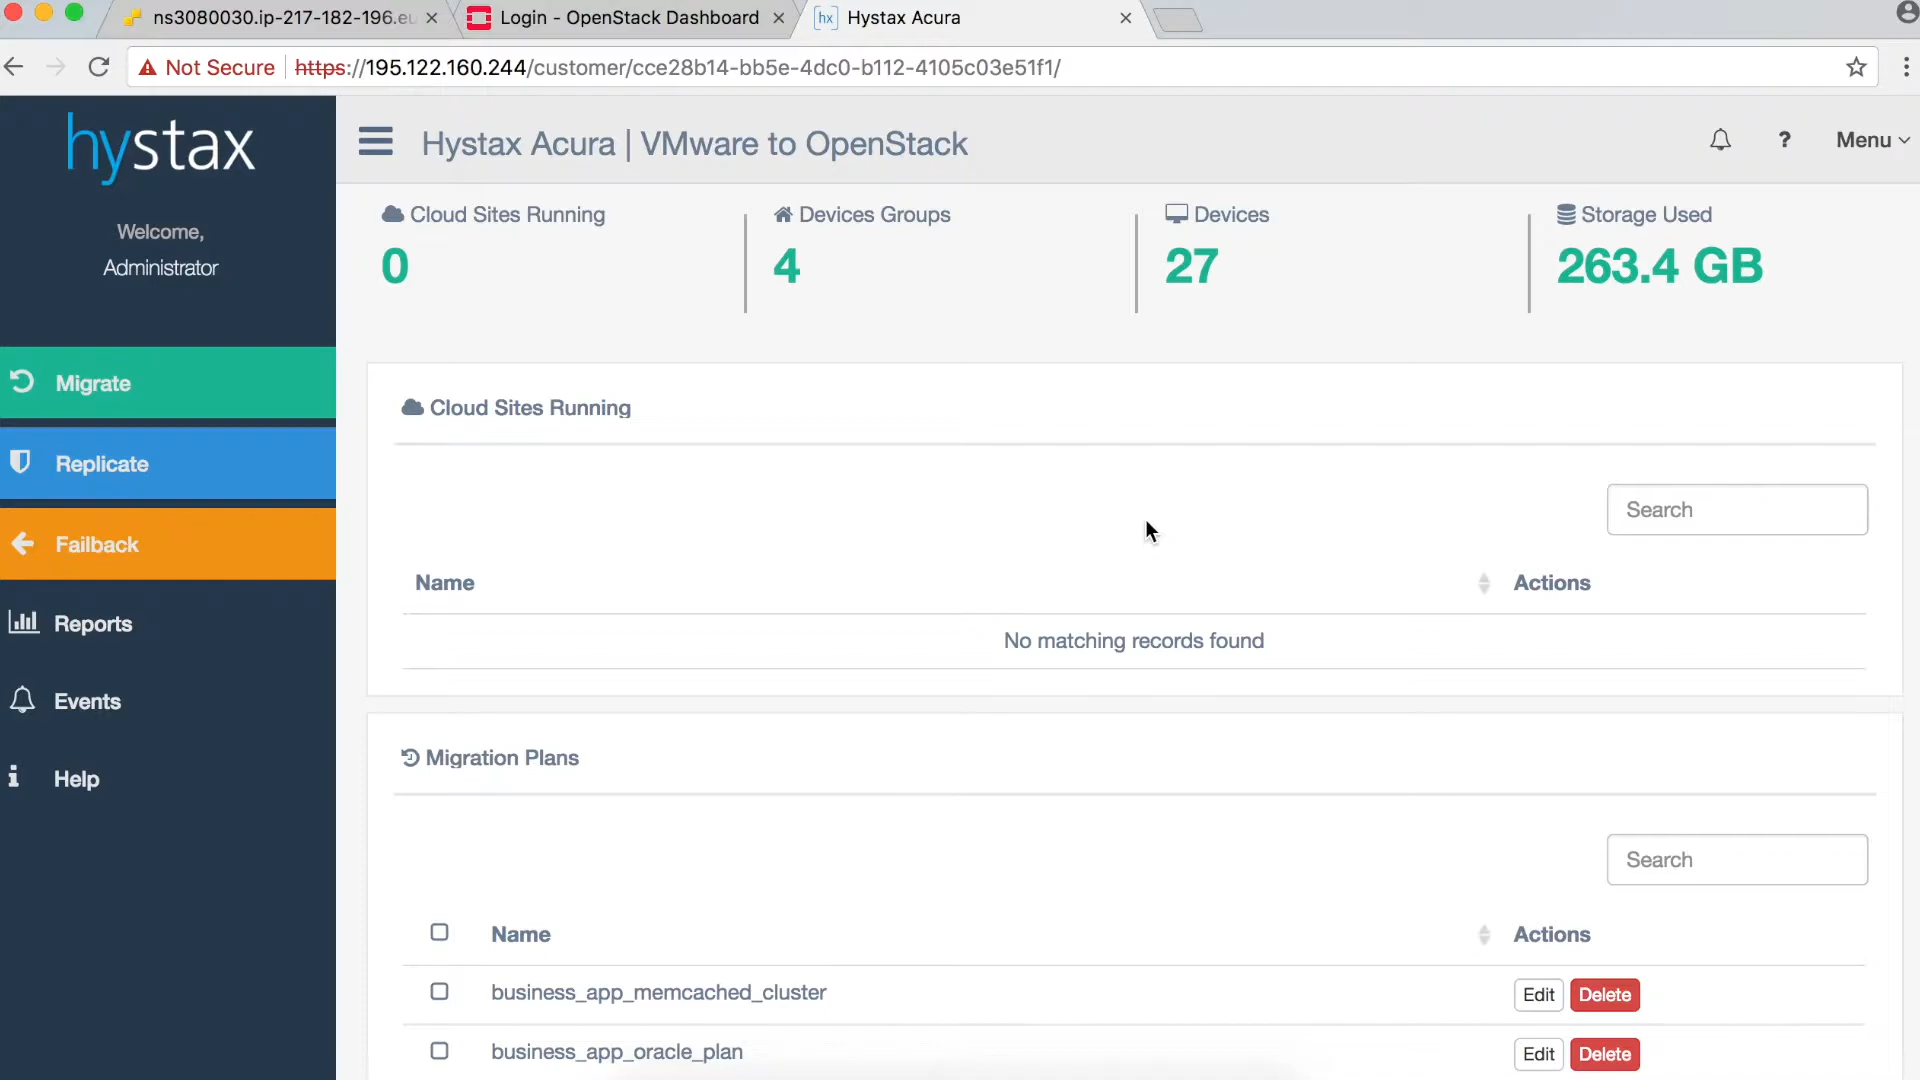 ns3080030.ip-217-182-196.eu
Login - OpenStack Dashboard
hx Hystax Acura
Not Secure https://195.122.160.244/customer/cce28b14-bb5e-4dc0-b112-4105c03e51f1/
hystax
Hystax Acura | VMware to OpenStack
? Menu
Welcome,
Administrator
Cloud Sites Running
0
Devices Groups
4
Devices
27
Storage Used
263.4 GB
Migrate
Replicate
Failback
Reports
Events
Help
Cloud Sites Running
Search
Name Actions
No matching records found
Migration Plans
Search
Name Actions
business_app_memcached_cluster Edit Delete
business_app_oracle_plan Edit Delete